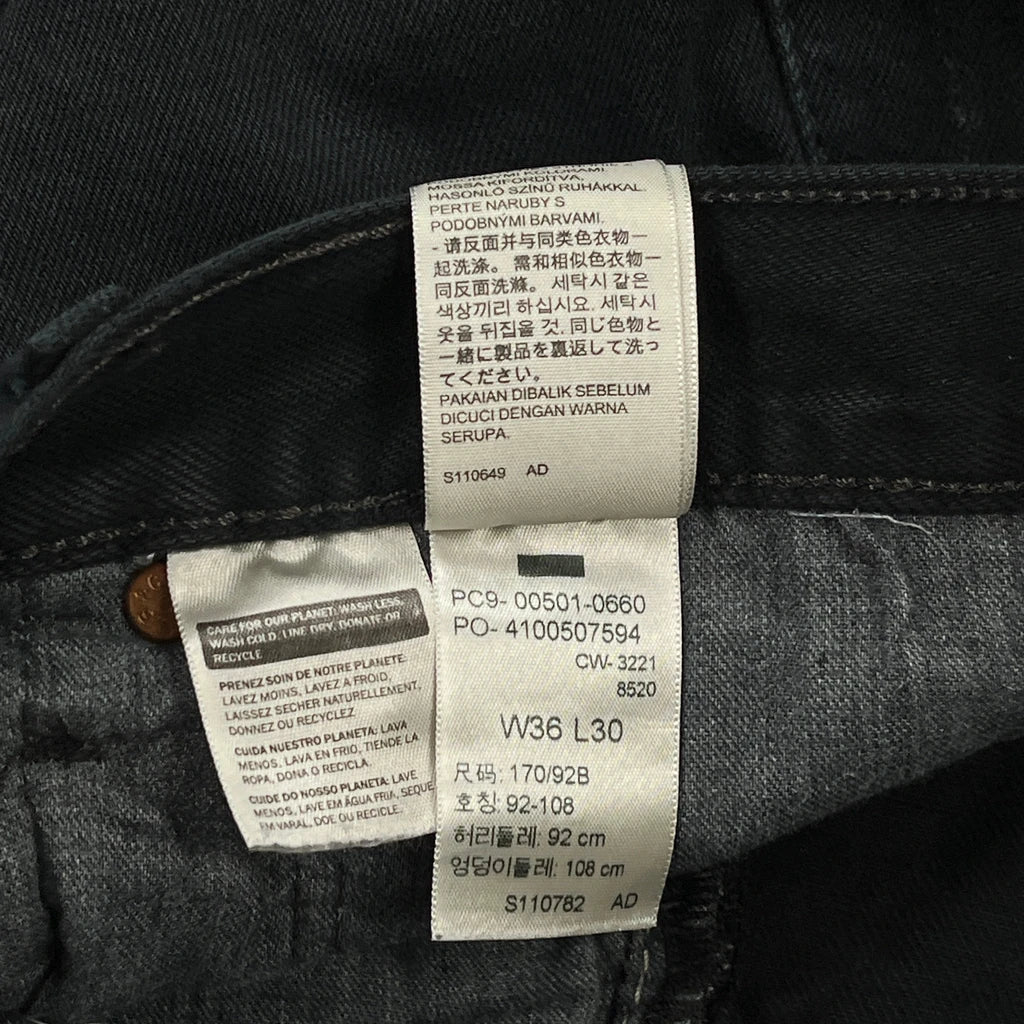 PODOBNÝMI KOLORAMI
MOSSA KIFORDÍTVA,
HASONLÓ SZÍNŰ RUHÁKKAL.
PERTE NARUBY S
PODOBNÝMI BARVAMI.
- 请反面并与同类色衣物一
起洗涤。需和相似色衣物一
同反面洗滌。세탁시 같은
색상끼리 하십시요. 세탁시
옷을 뒤집을 것. 同じ色物と
一緒に製品を裏返して洗っ
てください。
PAKAIAN DIBALIK SEBELUM
DICUCI DENGAN WARNA
SERUPA.
S110649 AD
CARE FOR OUR PLANET: WASH LESS,
WASH COLD, LINE DRY, DONATE OR
RECYCLE
PRENEZ SOIN DE NOTRE PLANETE:
LAVEZ MOINS, LAVEZ A FROID,
LAISSEZ SECHER NATURELLEMENT,
DONNEZ OU RECYCLEZ
CUIDA NUESTRO PLANETA: LAVA
MENOS, LAVA EN FRIO, TIENDE LA
ROPA, DONA O RECICLA.
CUIDE DO NOSSO PLANETA: LAVE
MENOS, LAVE EM ÁGUA FRIA, SEQUE
EM VARAL, DOE OU RECICLE.
PC9- 00501-0660
PO- 4100507594
CW- 3221
8520
W36 L30
尺码: 170/92B
호칭: 92-108
허리둘레: 92 cm
엉덩이둘레: 108 cm
S110782 AD